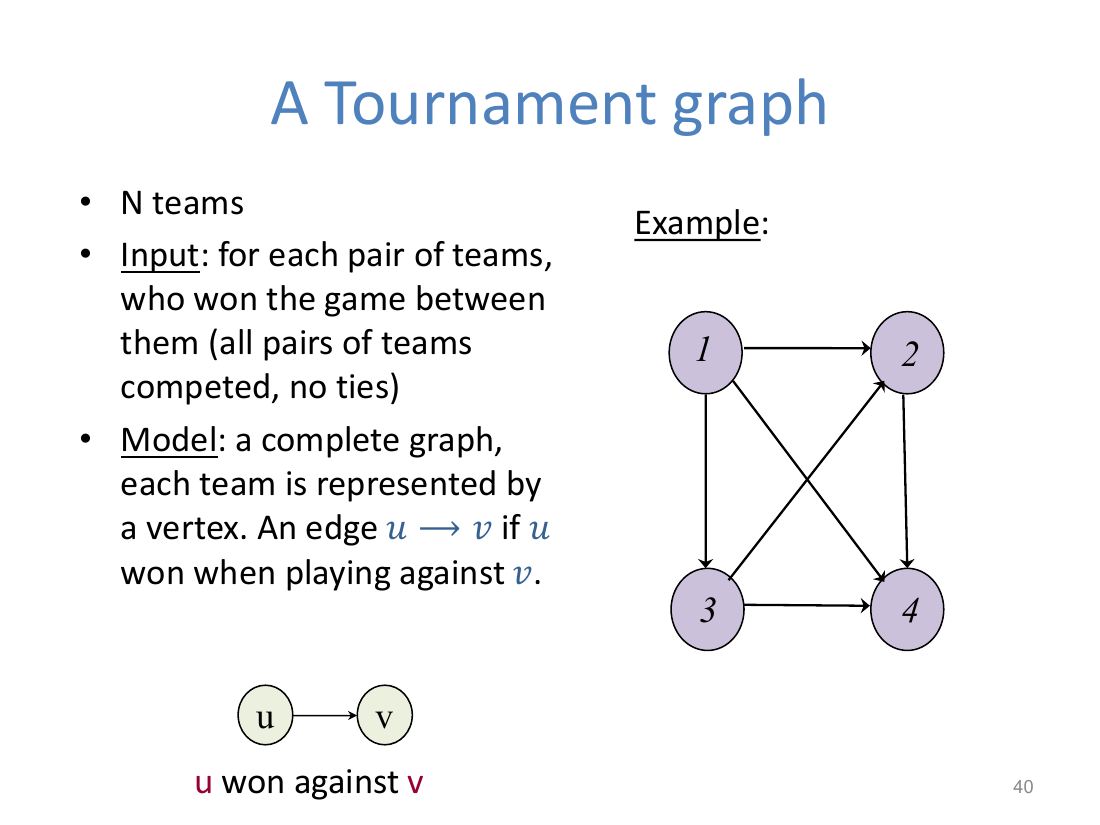 A Tournament graph
• N teams
• Input: for each pair of teams,
who won the game between
them (all pairs of teams
competed, no ties)
• Model: a complete graph,
each team is represented by
a vertex. An edge u ⟶ v if u
won when playing against v.
u
v
u won against v
Example:
1
2
3
4
40